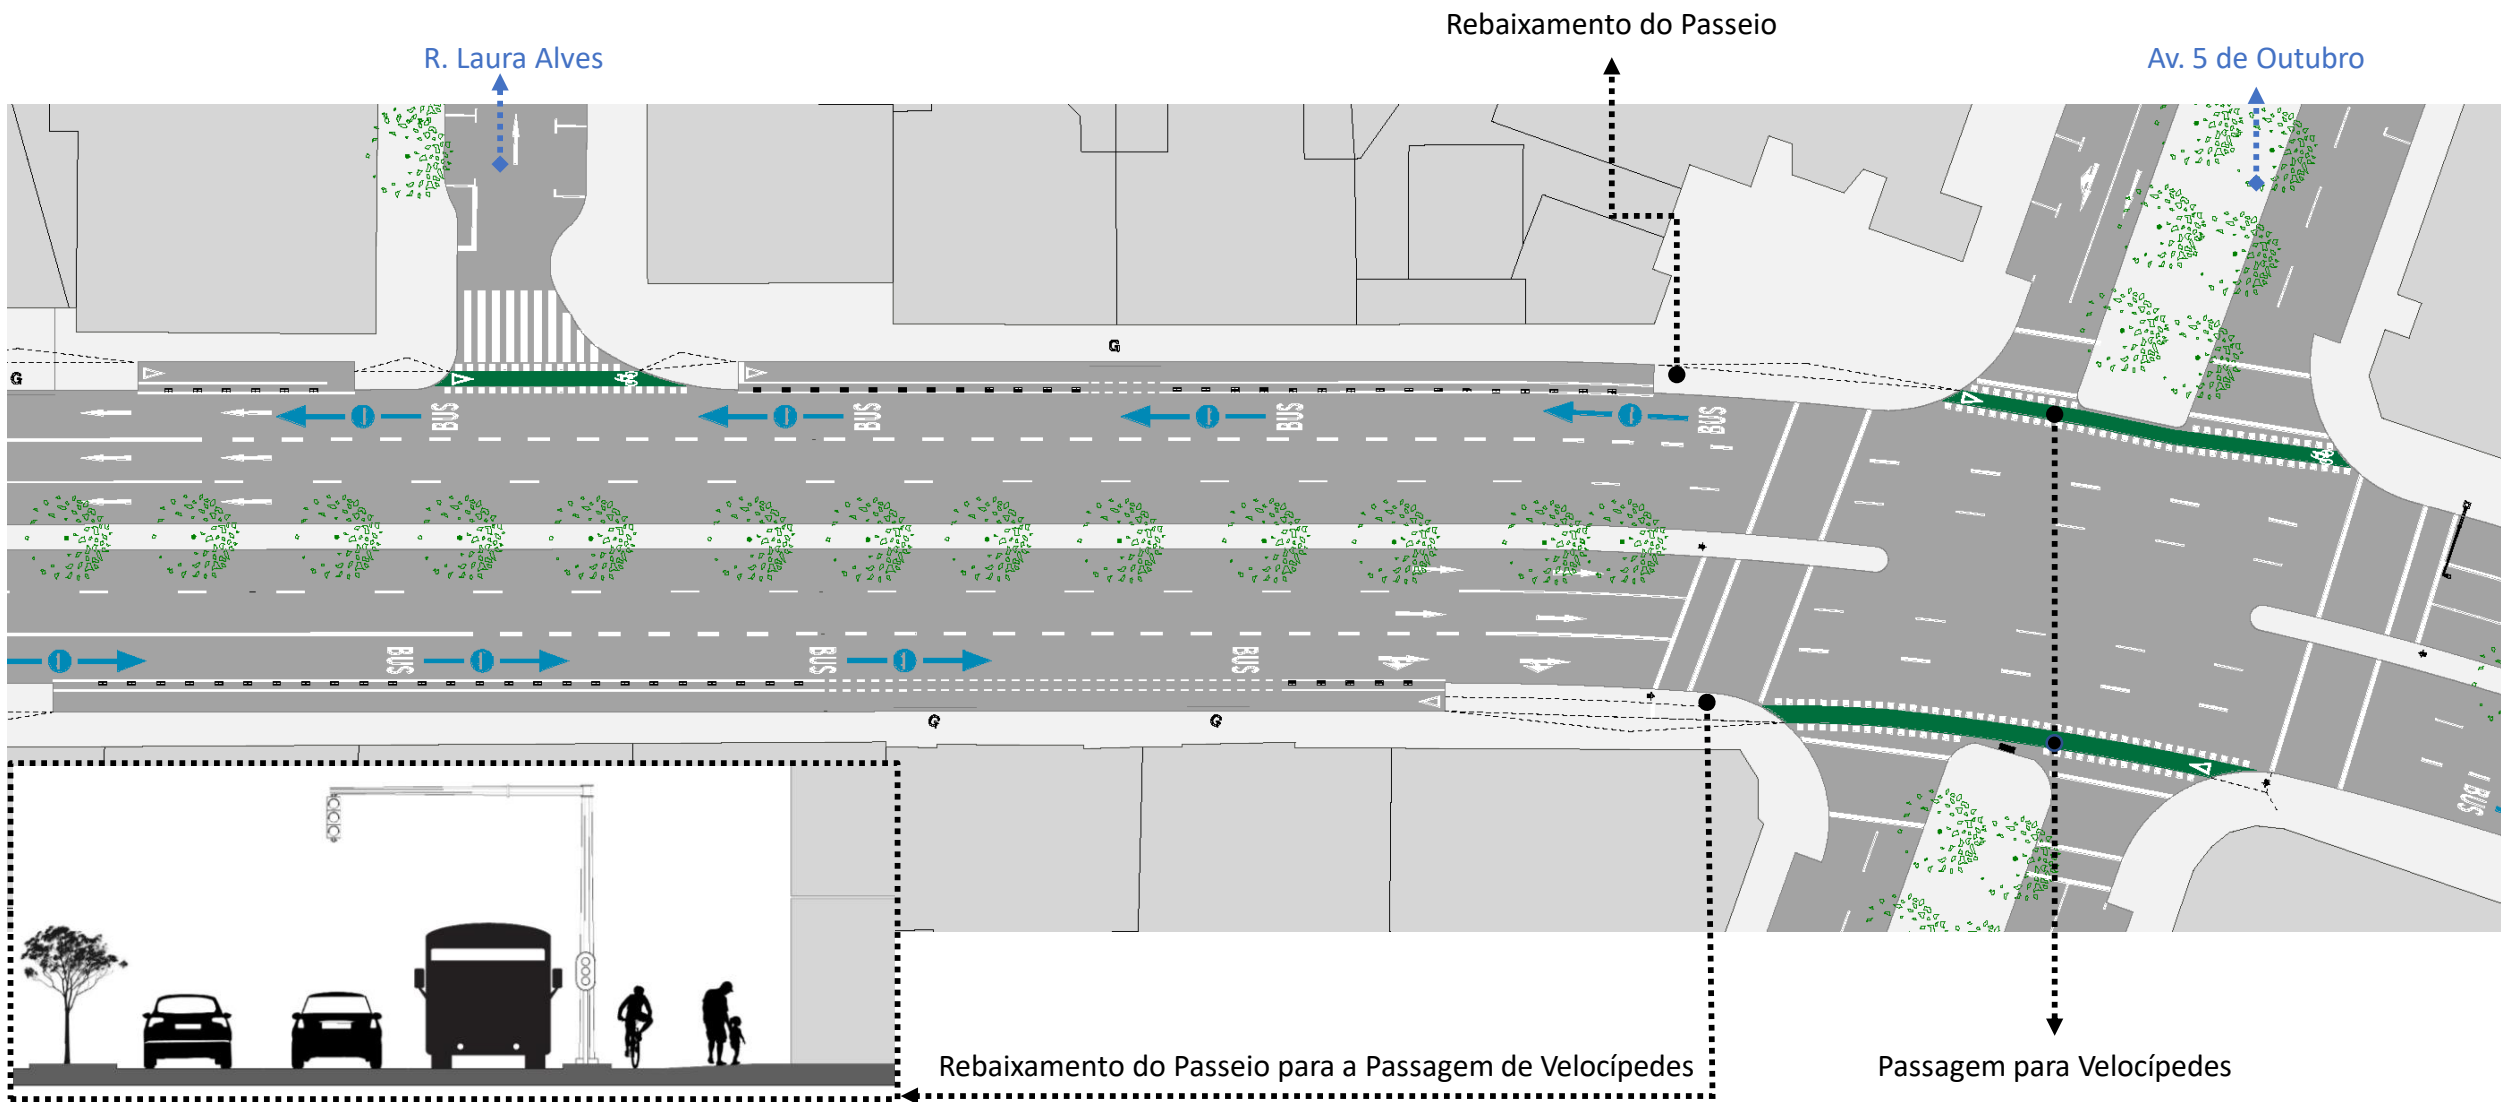 Rebaixamento do Passeio
R. Laura Alves
Av. 5 de Outubro
G
G
BUS
BUS
BUS
BUS
BUS
BUS
BUS
G
G
BUS
Rebaixamento do Passeio para a Passagem de Velocípedes
Passagem para Velocípedes